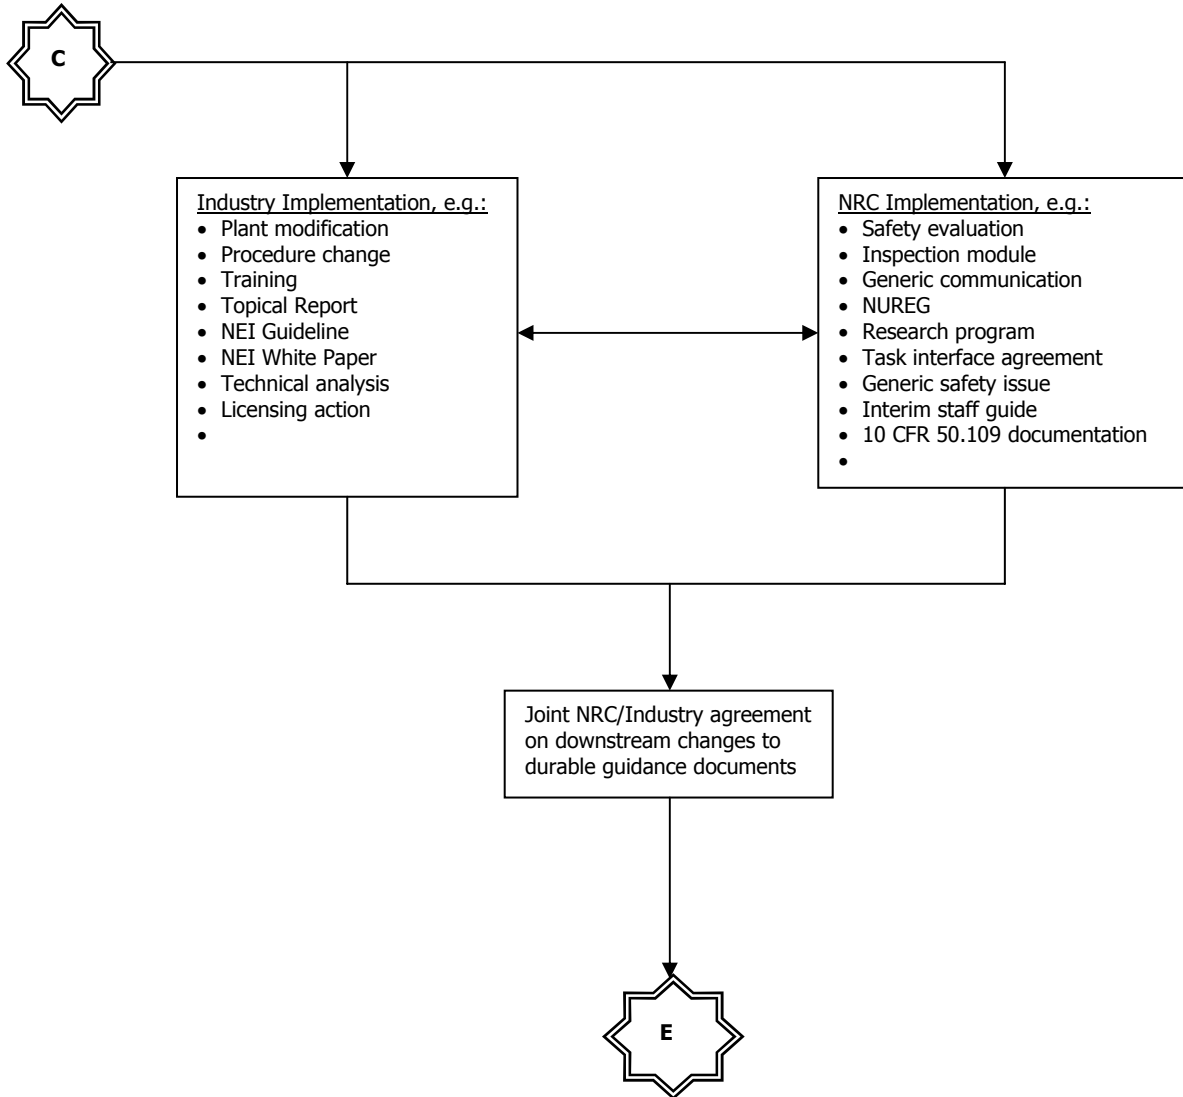 C
Industry Implementation, e.g.:
• Plant modification
• Procedure change
• Training
• Topical Report
• NEI Guideline
• NEI White Paper
• Technical analysis
• Licensing action
•
NRC Implementation, e.g.:
• Safety evaluation
• Inspection module
• Generic communication
• NUREG
• Research program
• Task interface agreement
• Generic safety issue
• Interim staff guide
• 10 CFR 50.109 documentation
•
Joint NRC/Industry agreement
on downstream changes to
durable guidance documents
E